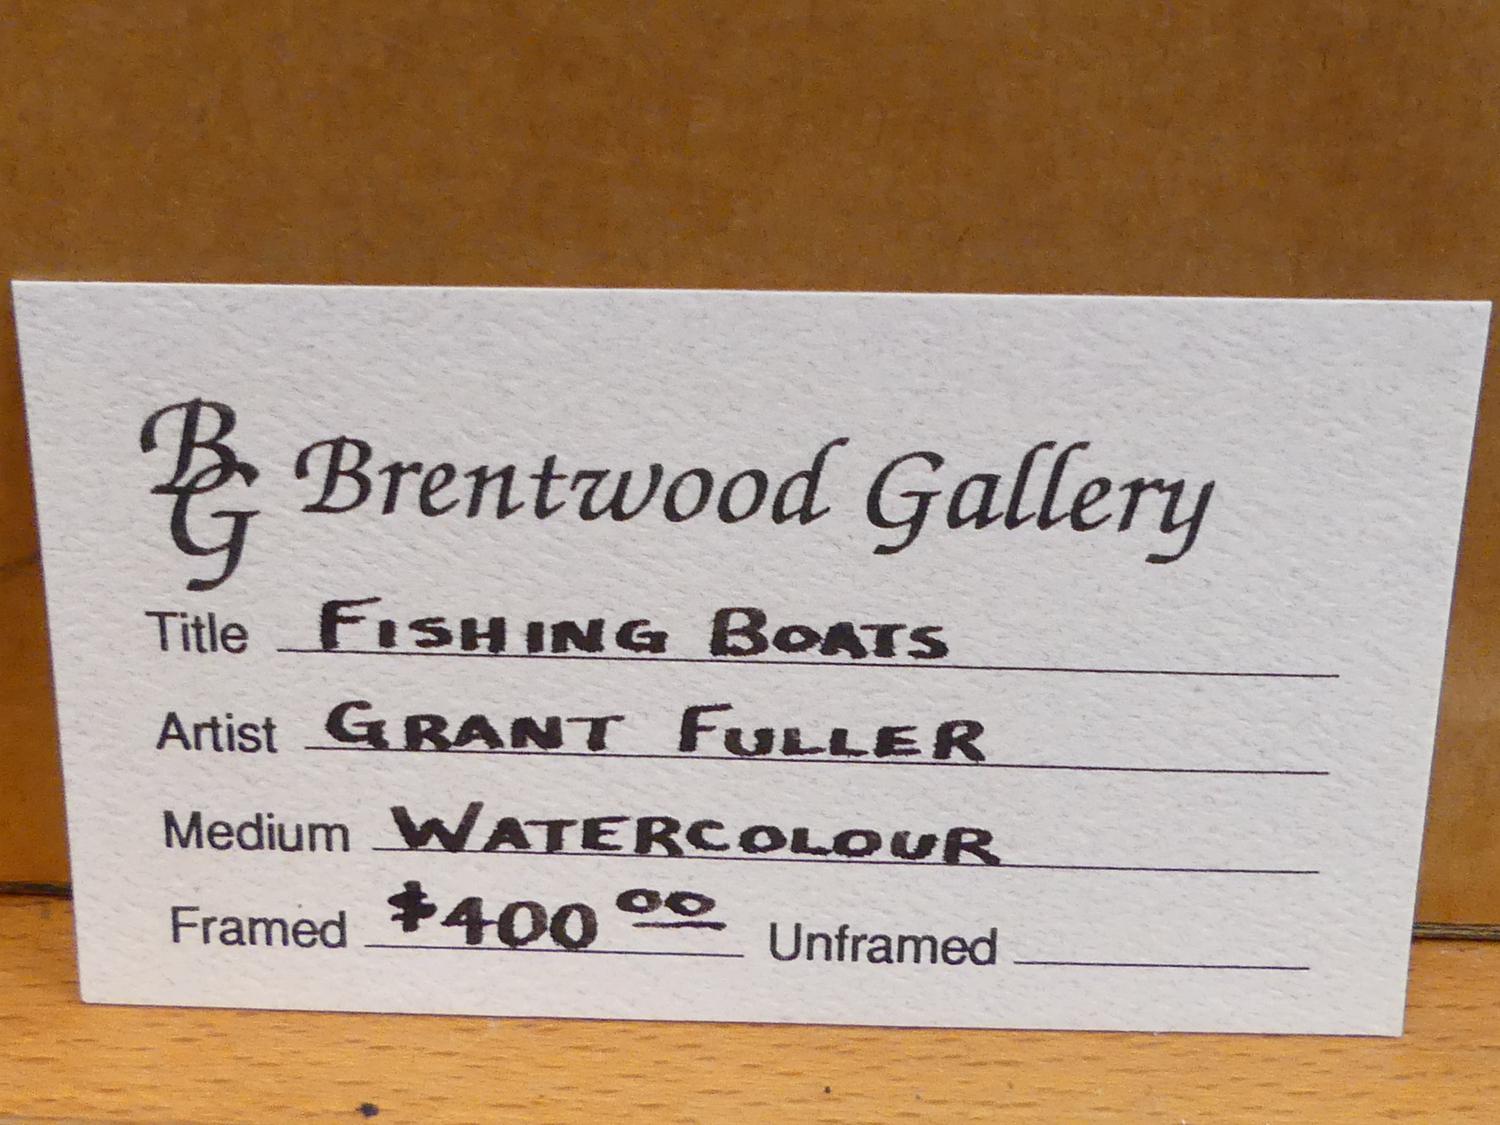 BG Brentwood Gallery
Title FISHING BOATS
Artist GRANT FULLER
Medium WATERCOLOUR
Framed $400 00 Unframed